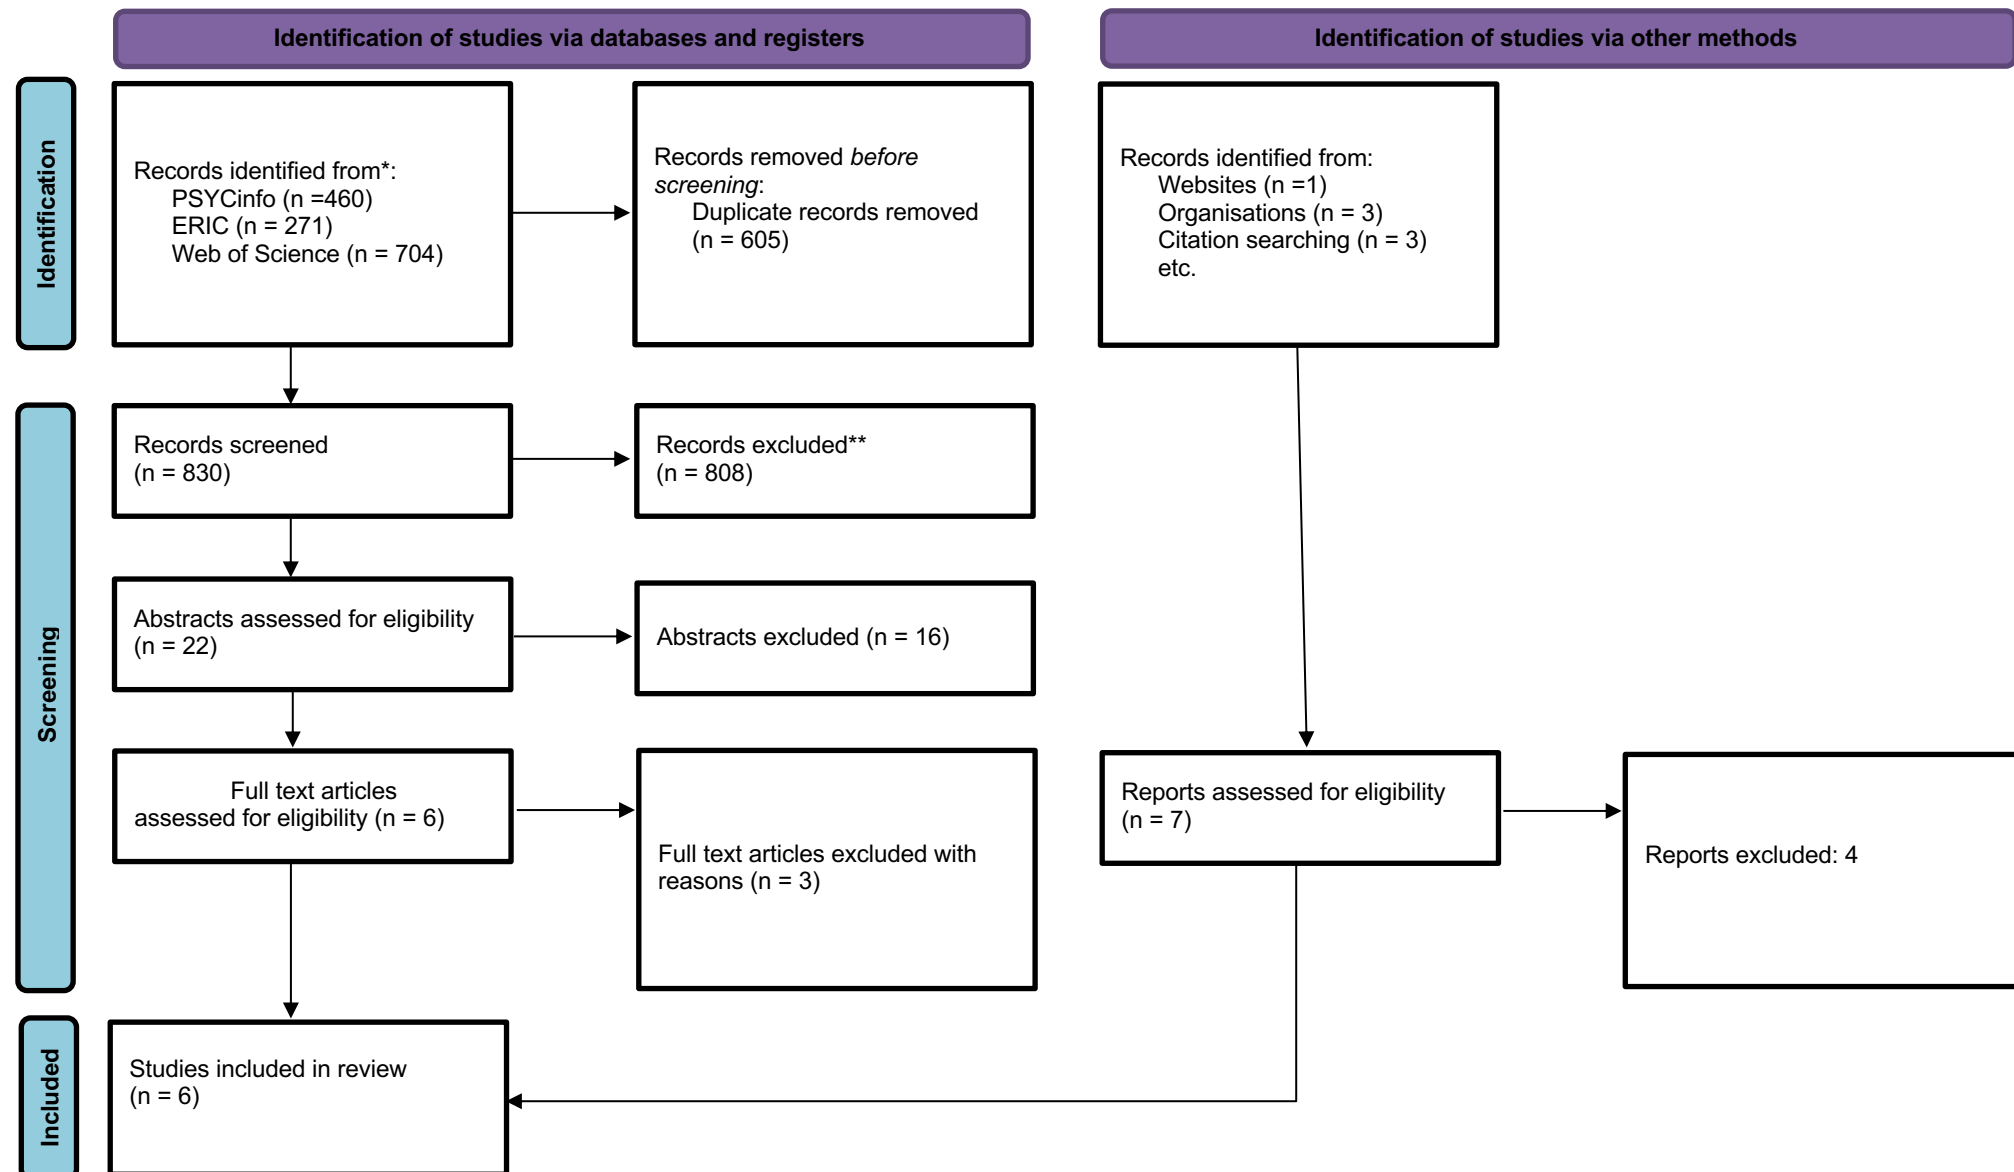 Identification of studies via databases and registers
Identification of studies via other methods
Identification
Records identified from*:
PSYCinfo (n =460)
ERIC (n = 271)
Web of Science (n = 704)
Records removed before
screening:
Duplicate records removed
(n = 605)
Records identified from:
Websites (n =1)
Organisations (n = 3)
Citation searching (n = 3)
etc.
Screening
Records screened
(n = 830)
Records excluded**
(n = 808)
Abstracts assessed for eligibility
(n = 22)
Abstracts excluded (n = 16)
Full text articles
assessed for eligibility (n = 6)
Full text articles excluded with
reasons (n = 3)
Reports assessed for eligibility
(n = 7)
Reports excluded: 4
Included
Studies included in review
(n = 6)